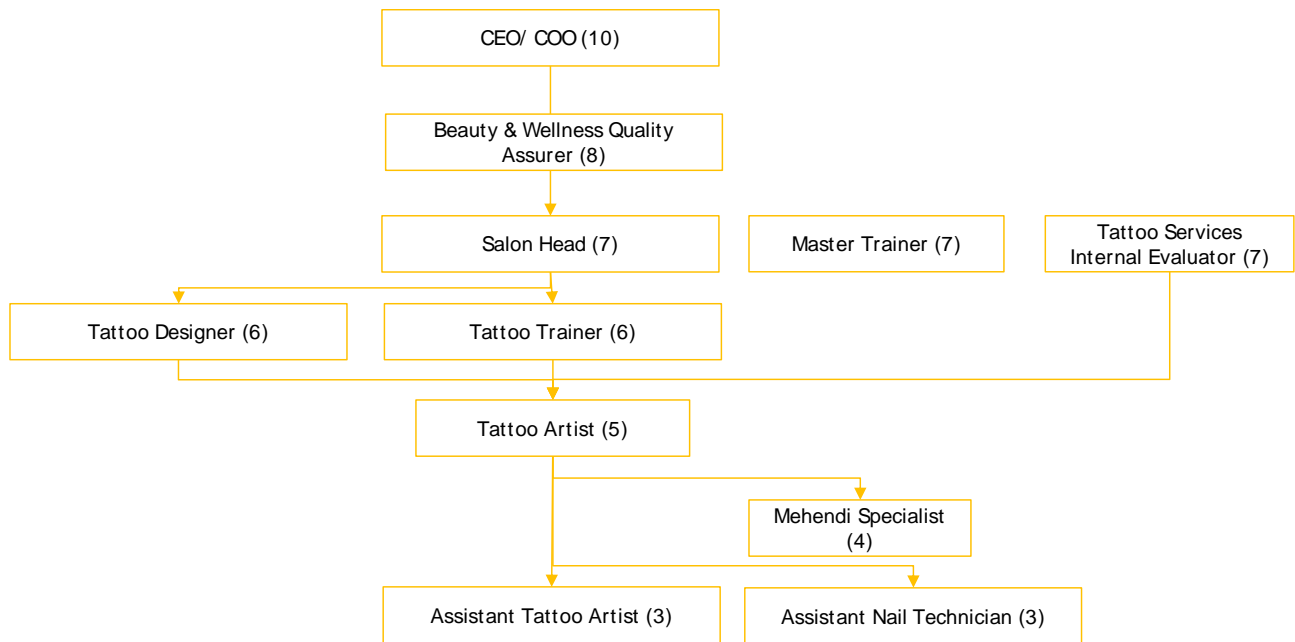 CEO/ COO (10)
Beauty & Wellness Quality
Assurer (8)
Salon Head (7)
Master Trainer (7)
Tattoo Services
Internal Evaluator (7)
Tattoo Designer (6)
Tattoo Trainer (6)
Tattoo Artist (5)
Mehendi Specialist
(4)
Assistant Tattoo Artist (3)
Assistant Nail Technician (3)